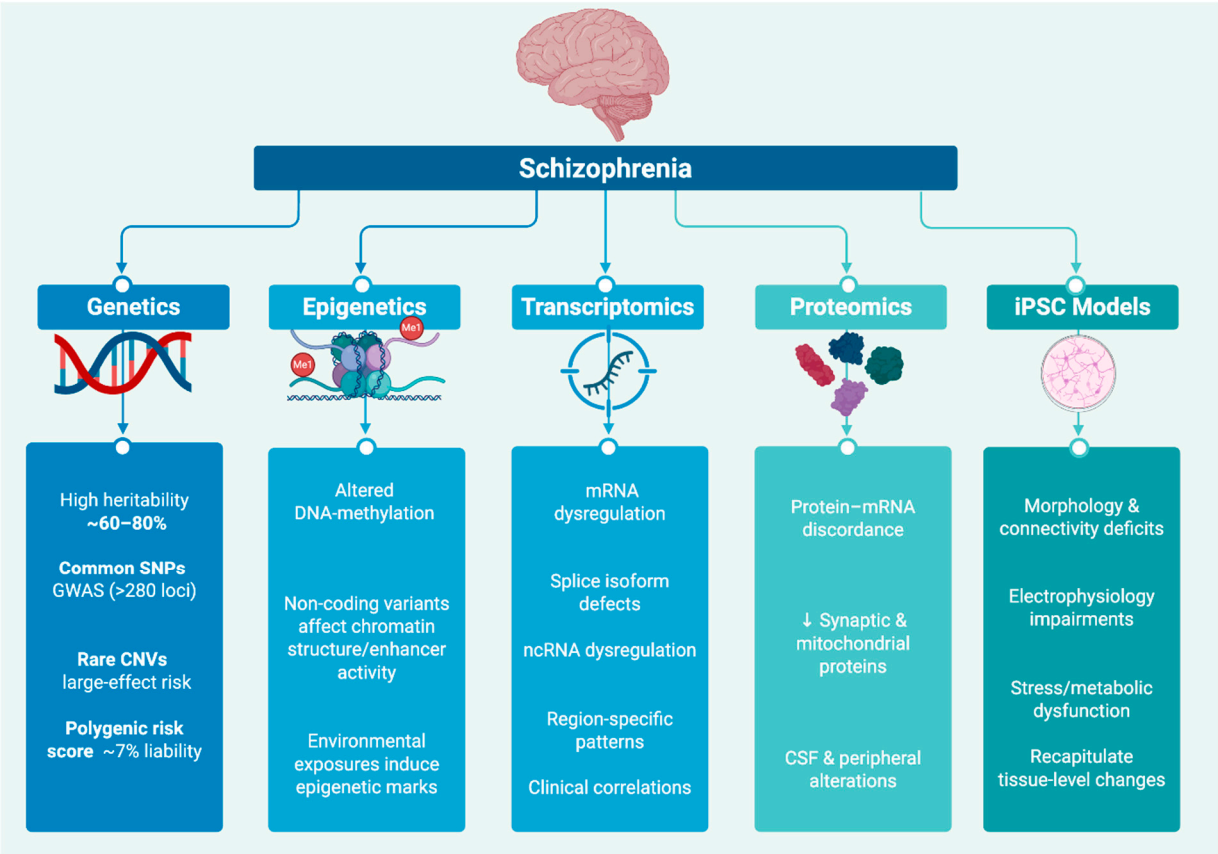 Schizophrenia
Genetics
Epigenetics
Transcriptomics
Proteomics
iPSC Models
Me1
Me1
High heritability
~60–80%
Common SNPs
GWAS (>280 loci)
Rare CNVs
large-effect risk
Polygenic risk
score ~7% liability
Altered
DNA-methylation
Non-coding variants
affect chromatin
structure/enhancer
activity
Environmental
exposures induce
epigenetic marks
mRNA
dysregulation
Splice isoform
defects
ncRNA dysregulation
Region-specific
patterns
Clinical correlations
Protein–mRNA
discordance
↓ Synaptic &
mitochondrial
proteins
CSF & peripheral
alterations
Morphology &
connectivity deficits
Electrophysiology
impairments
Stress/metabolic
dysfunction
Recapitulate
tissue-level changes